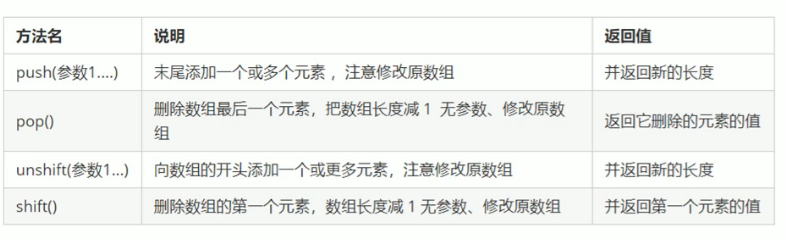 方法名 说明 返回值
push(参数1....) 末尾添加一个或多个元素 ，注意修改原数组 并返回新的长度
pop() 删除数组最后一个元素，把数组长度减 1 无参数、修改原数
组 返回它删除的元素的值
unshift(参数1...) 向数组的开头添加一个或更多元素，注意修改原数组 并返回新的长度
shift() 删除数组的第一个元素，数组长度减 1 无参数、修改原数组 并返回第一个元素的值